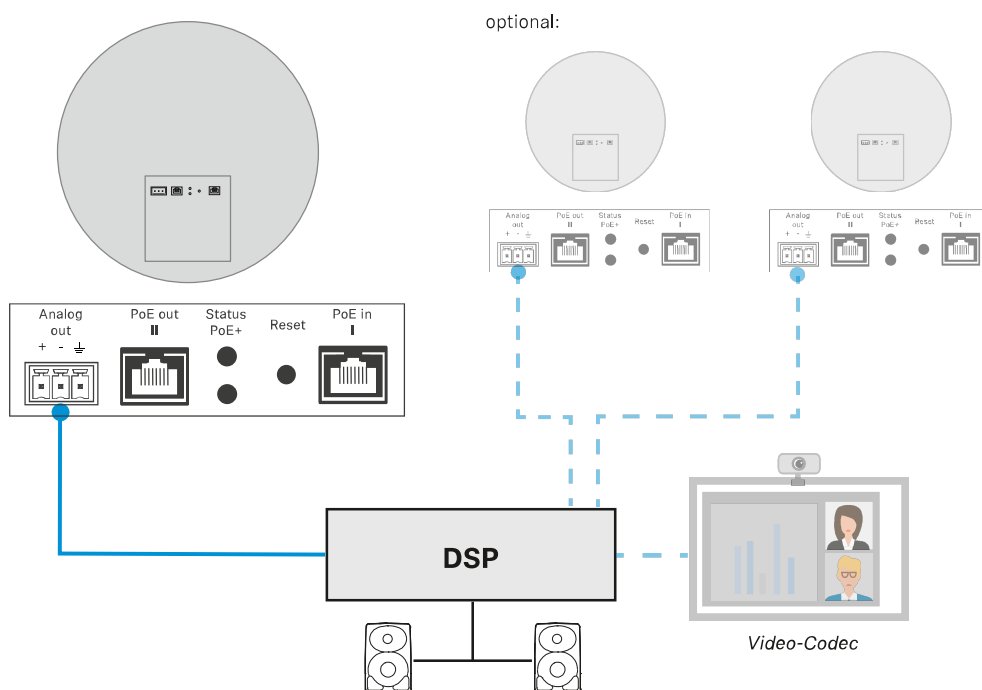 optional:
Analog out
+ - ⏚
PoE out
II
Status
PoE+
Reset
PoE in
I
Analog out
+ - ⏚
PoE out
II
Status
PoE+
Reset
PoE in
I
Analog
out
+ - ⏚
PoE out
II
Status
PoE+
Reset
PoE in
I
DSP
Video-Codec